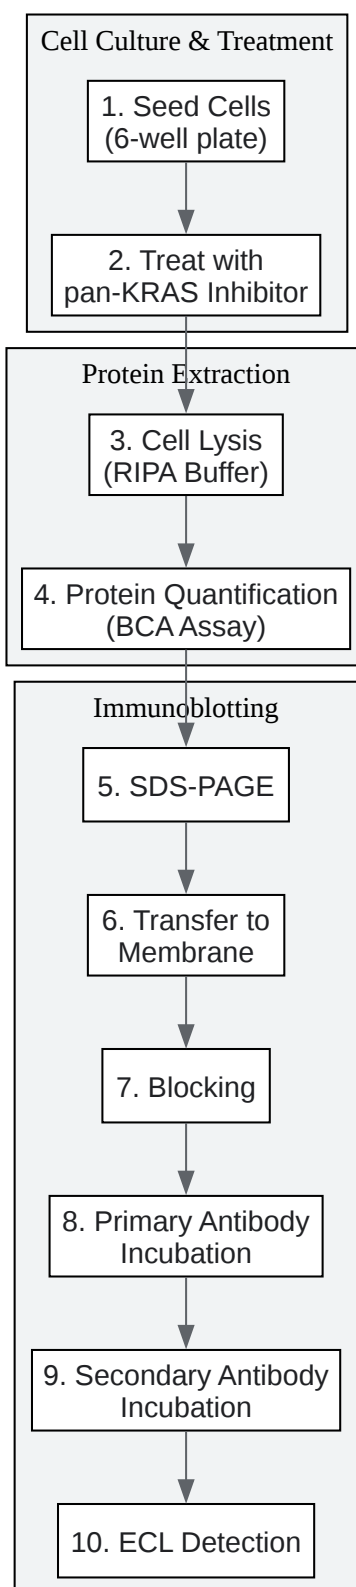 Cell Culture & Treatment
1. Seed Cells
(6-well plate)
2. Treat with
pan-KRAS Inhibitor
Protein Extraction
3. Cell Lysis
(RIPA Buffer)
4. Protein Quantification
(BCA Assay)
Immunoblotting
5. SDS-PAGE
6. Transfer to
Membrane
7. Blocking
8. Primary Antibody
Incubation
9. Secondary Antibody
Incubation
10. ECL Detection